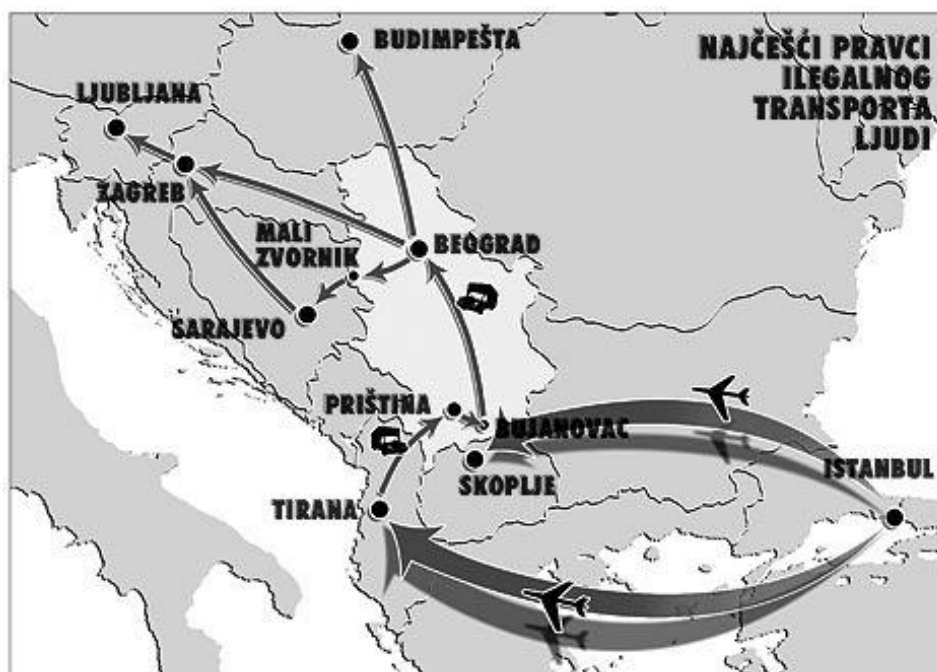 BUDIMPEŠTA
NAJČEŠĆI PRAVCI
ILEGALNOG
TRANSPORTA
LJUDI
LJUBLJANA
ZAGREB
MALI
ZVORNIK
BEOGRAD
SARAJEVO
PRIŠTINA
BUJANOVAC
SKOPLJE
ISTANBUL
TIRANA